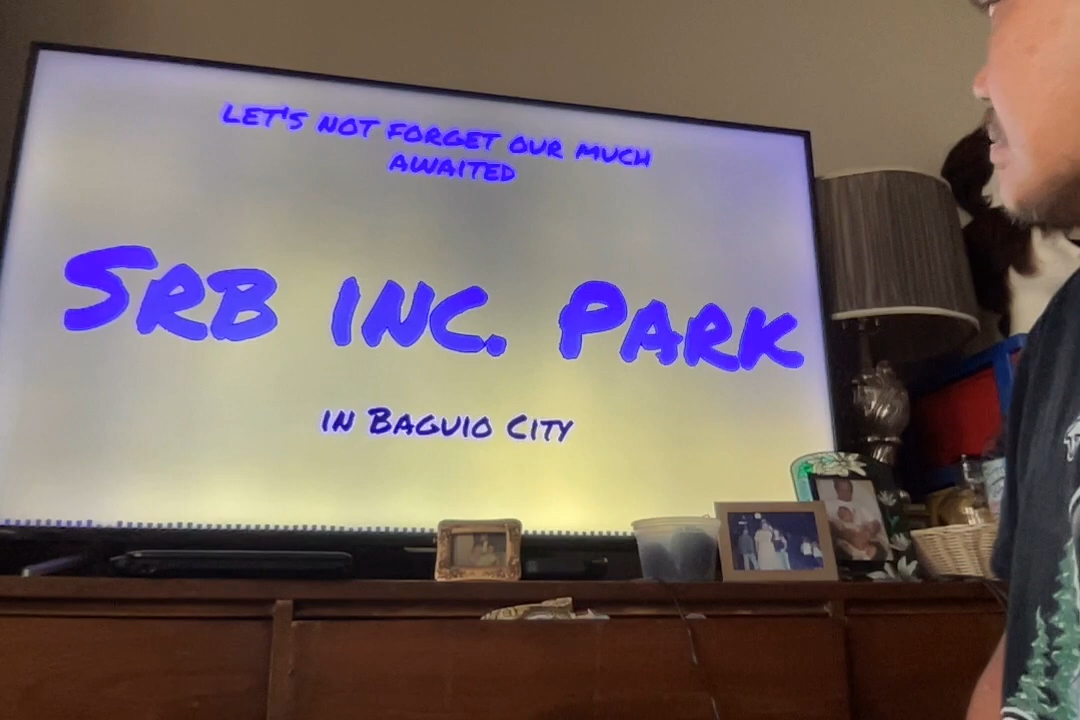 LET'S NOT FORGET OUR MUCH
AWAITED
SRB INC. PARK
IN BAGUIO CITY